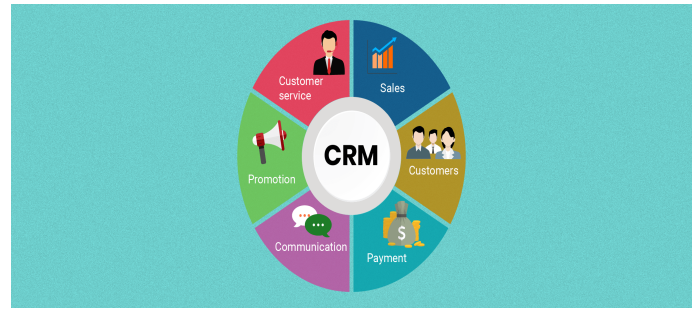 Customer
service
Sales
Promotion
CRM
Customers
Communication
Payment
$